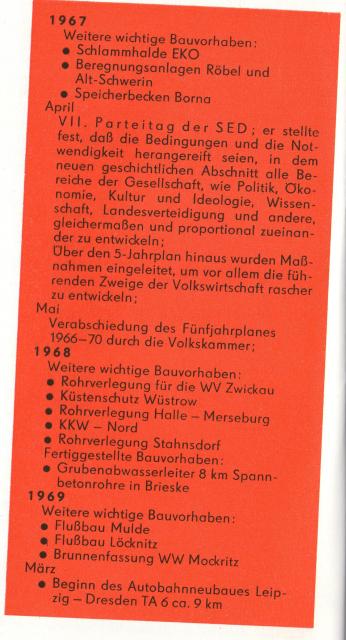 1967
Weitere wichtige Bauvorhaben:
● Schlammhalde EKO
● Beregnungsanlagen Röbel und
Alt-Schwerin
● Speicherbecken Borna
April
VII. Parteitag der SED; er stellte
fest, daß die Bedingungen und die Not-
wendigkeit herangereift seien, in dem
neuen geschichtlichen Abschnitt alle Be-
reiche der Gesellschaft, wie Politik, Öko-
nomie, Kultur und Ideologie, Wissen-
schaft, Landesverteidigung und andere,
gleichermaßen und proportional zueinan-
der zu entwickeln;
Über den 5-Jahrplan hinaus wurden Maß-
nahmen eingeleitet, um vor allem die füh-
renden Zweige der Volkswirtschaft rascher
zu entwickeln;
Mai
Verabschiedung des Fünfjahrplanes
1966–70 durch die Volkskammer;
1968
Weitere wichtige Bauvorhaben:
● Rohrverlegung für die WV Zwickau
● Küstenschutz Wüstrow
● Rohrverlegung Halle – Merseburg
● KKW – Nord
● Rohrverlegung Stahnsdorf
Fertiggestellte Bauvorhaben:
● Grubenabwasserleiter 8 km Spann-
betonrohre in Brieske
1969
Weitere wichtige Bauvorhaben:
● Flußbau Mulde
● Flußbau Löcknitz
● Brunnenfassung WW Mockritz
März
● Beginn des Autobahnneubaues Leip-
zig – Dresden TA 6 ca. 9 km